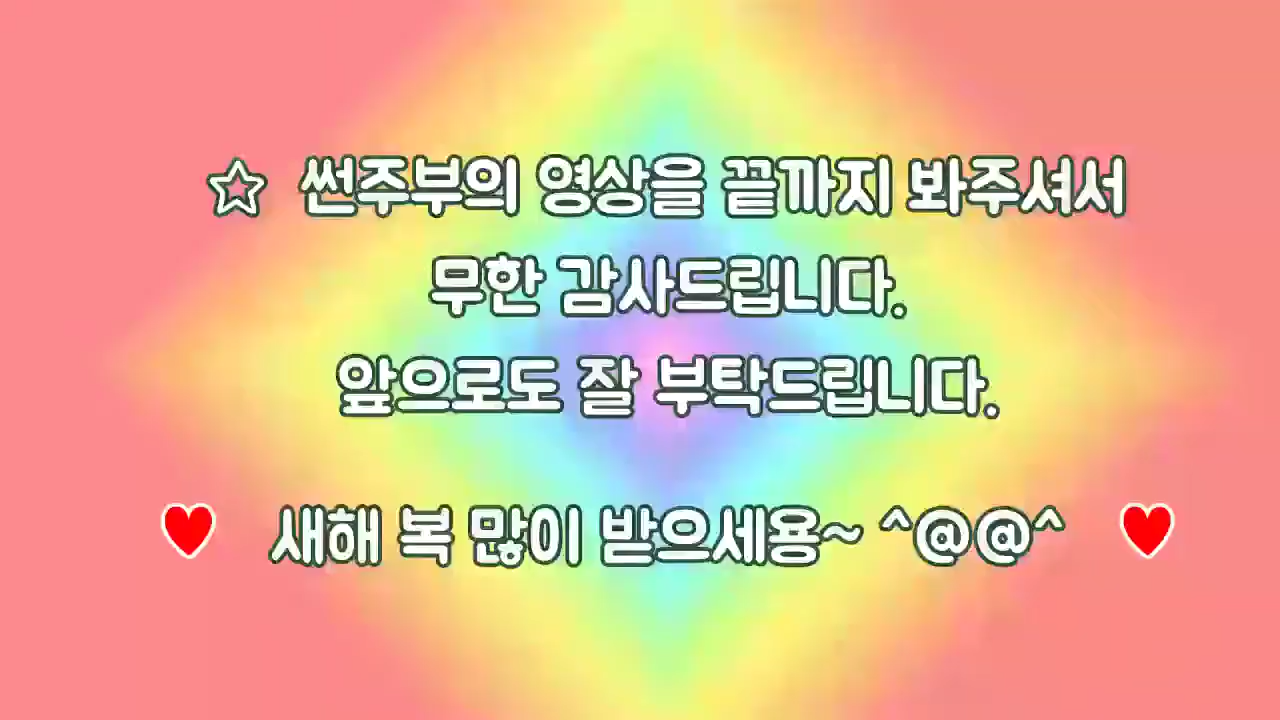 ☆ 썬주부의 영상을 끝까지 봐주셔서
무한 감사드립니다.
앞으로도 잘 부탁드립니다.
♥ 새해 복 많이 받으세용~ ^@@^ ♥